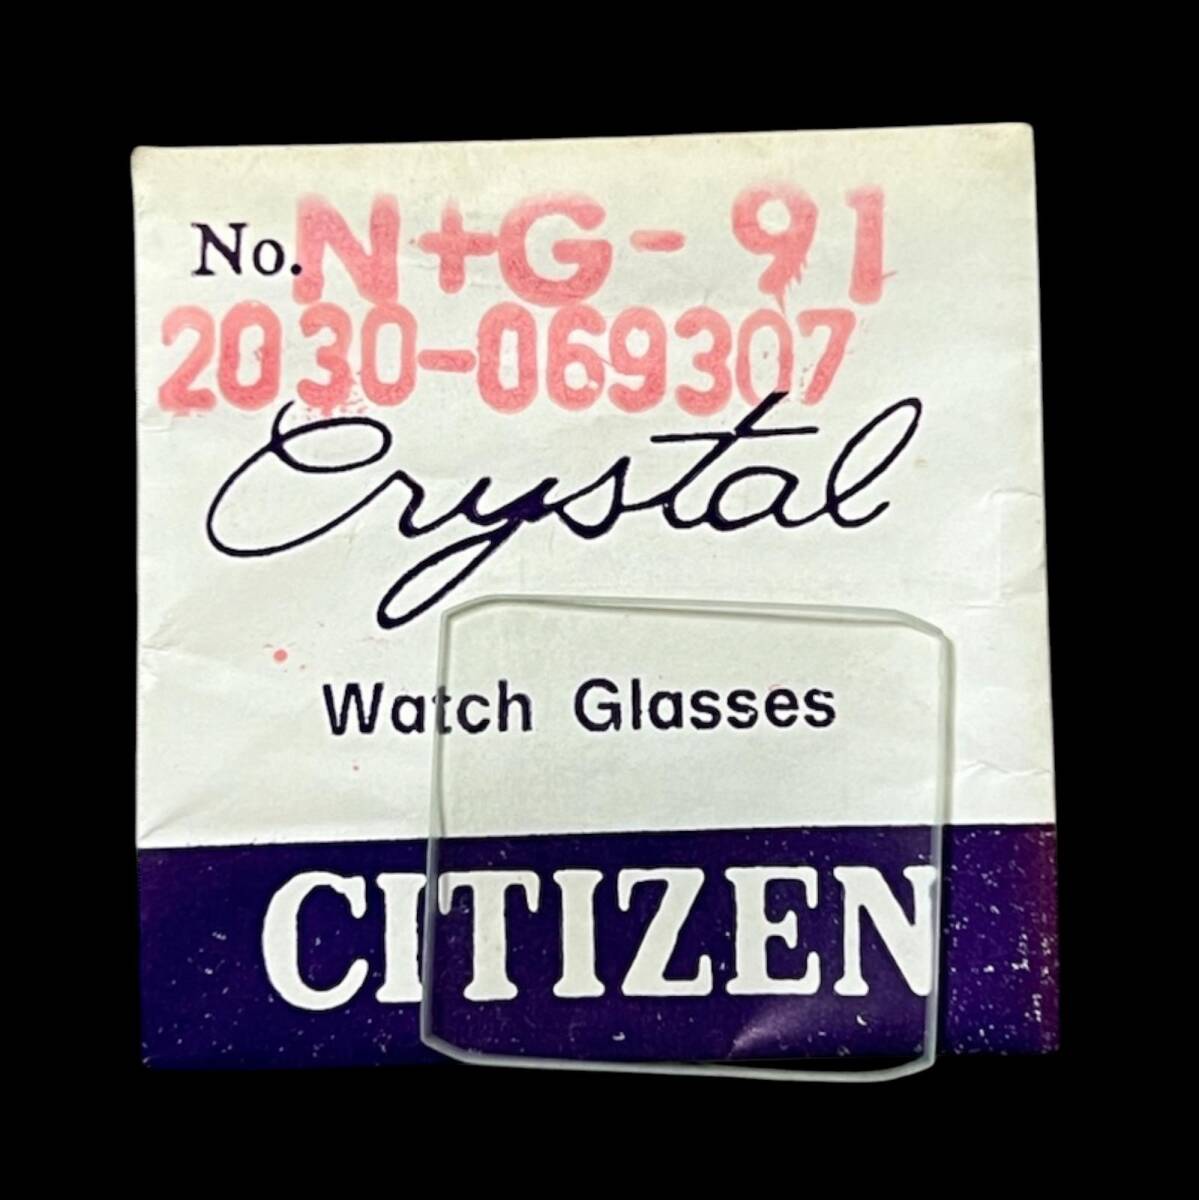 No. N+G-91
2030-069307
Crystal
Watch Glasses
CITIZEN